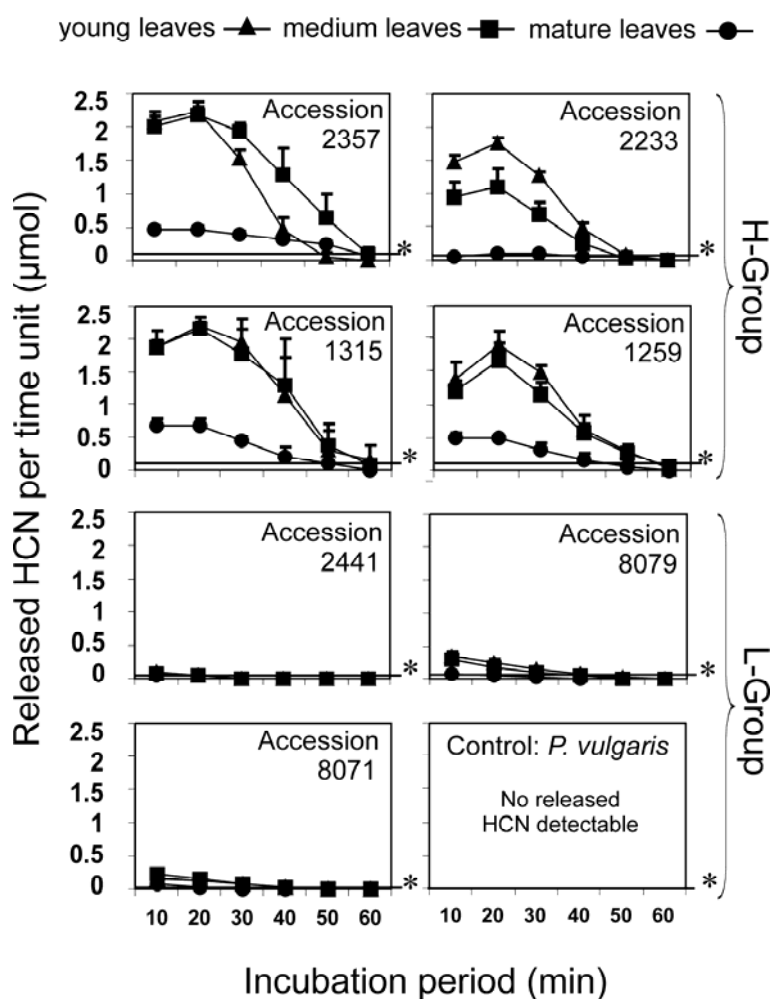 young leaves medium leaves mature leaves
Released HCN per time unit (µmol)
2.5
2
1.5
1
0.5
0
Accession
2357
*
Accession
2233
*
H-Group
2.5
2
1.5
1
0.5
0
Accession
1315
*
Accession
1259
*
2.5
2
1.5
1
0.5
0
Accession
2441
*
Accession
8079
*
L-Group
2.5
2
1.5
1
0.5
0
Accession
8071
*
Control: P. vulgaris
No released
HCN detectable
*
10 20 30 40 50 60
10 20 30 40 50 60
Incubation period (min)